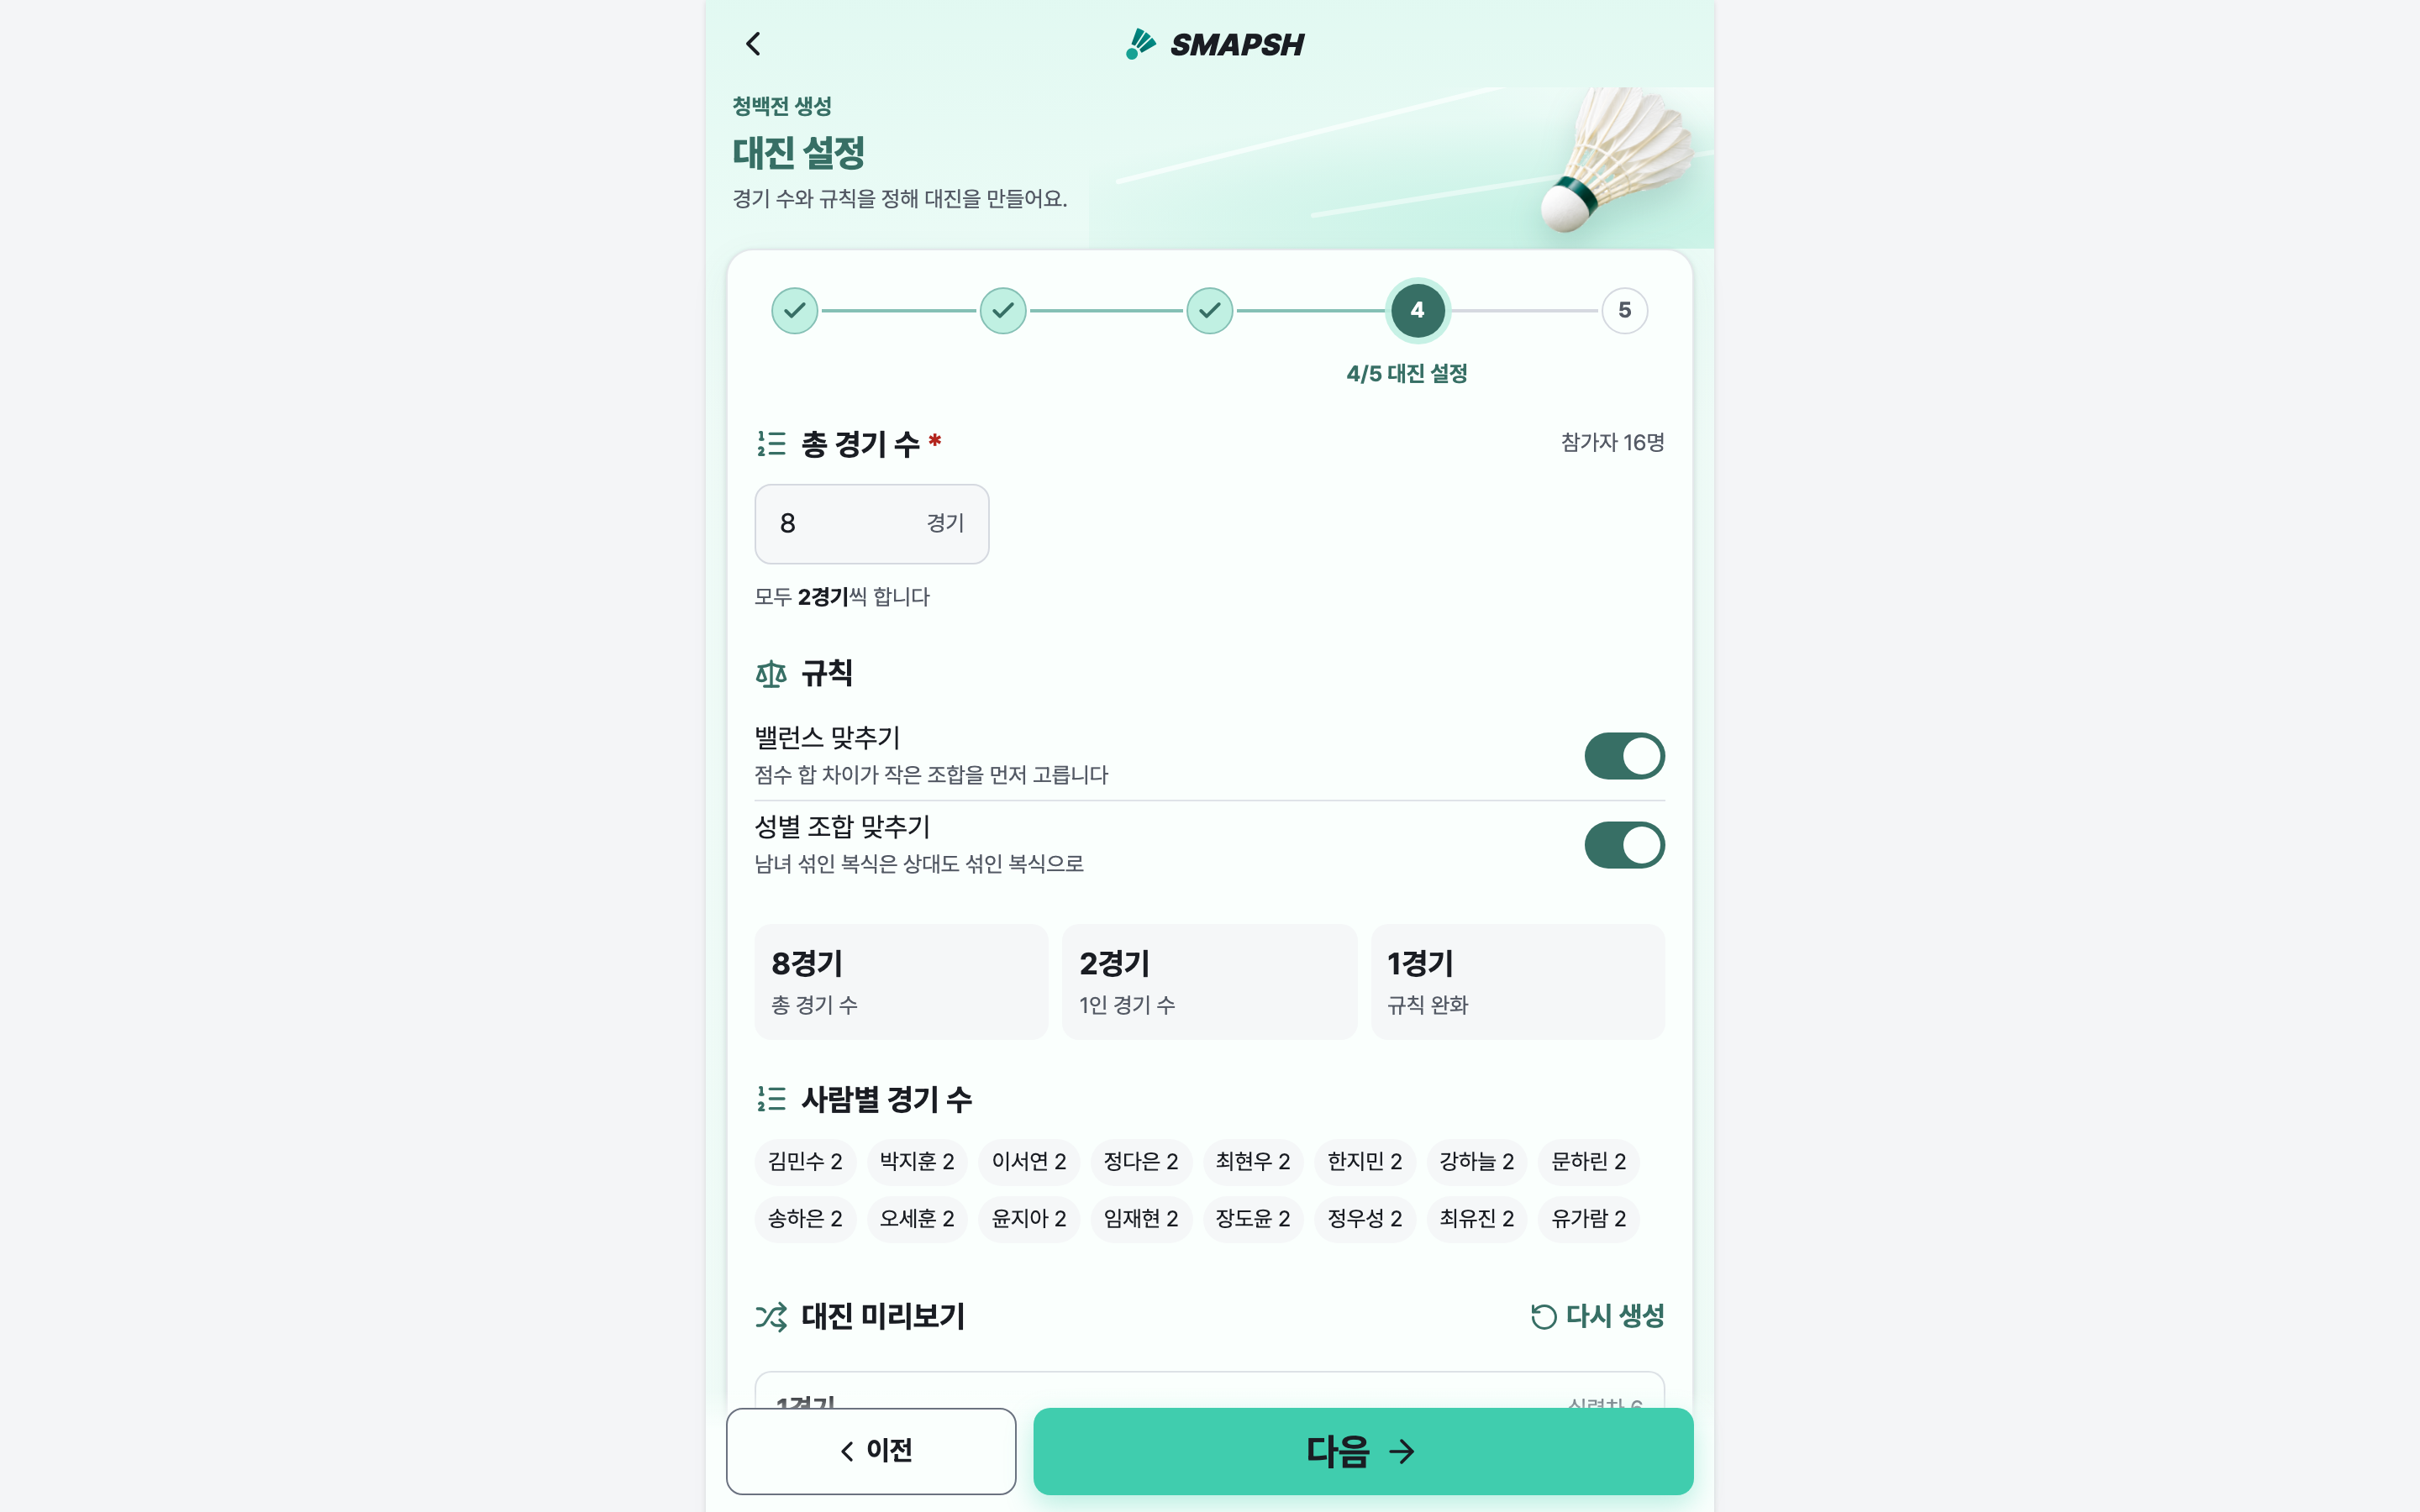 SMAPSH
청백전 생성
대진 설정
경기 수와 규칙을 정해 대진을 만들어요.
4
5
4/5 대진 설정
총 경기 수 *
참가자 16명
8 경기
모두 2경기씩 합니다
규칙
밸런스 맞추기
점수 합 차이가 작은 조합을 먼저 고릅니다
성별 조합 맞추기
남녀 섞인 복식은 상대도 섞인 복식으로
8경기
총 경기 수
2경기
1인 경기 수
1경기
규칙 완화
사람별 경기 수
김민수 2 박지훈 2 이서연 2 정다은 2 최현우 2 한지민 2 강하늘 2 문하린 2
송하은 2 오세훈 2 윤지아 2 임재현 2 장도윤 2 정우성 2 최유진 2 유가람 2
대진 미리보기
다시 생성
1경기
이전
다음